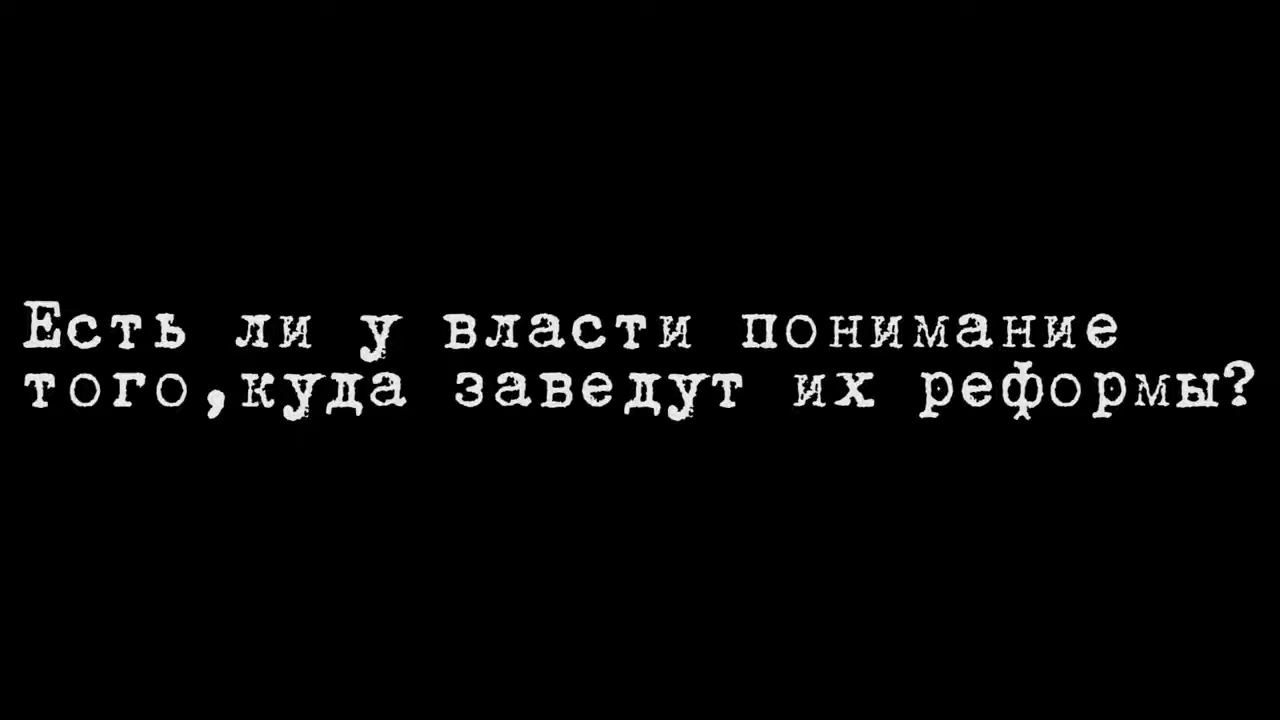 Есть ли у власти понимание
того,куда заведут их реформы?